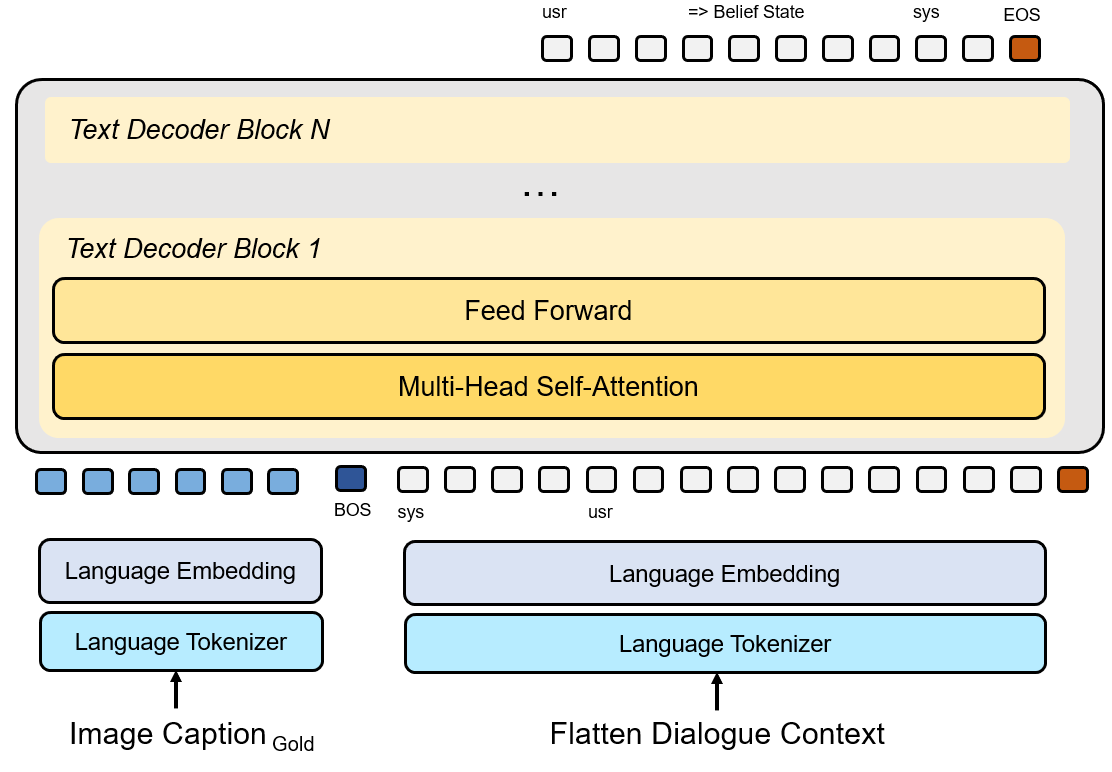 usr => Belief State sys EOS
Text Decoder Block N
...
Text Decoder Block 1
Feed Forward
Multi-Head Self-Attention
BOS sys usr
Language Embedding Language Embedding
Language Tokenizer Language Tokenizer
Image Caption Gold Flatten Dialogue Context